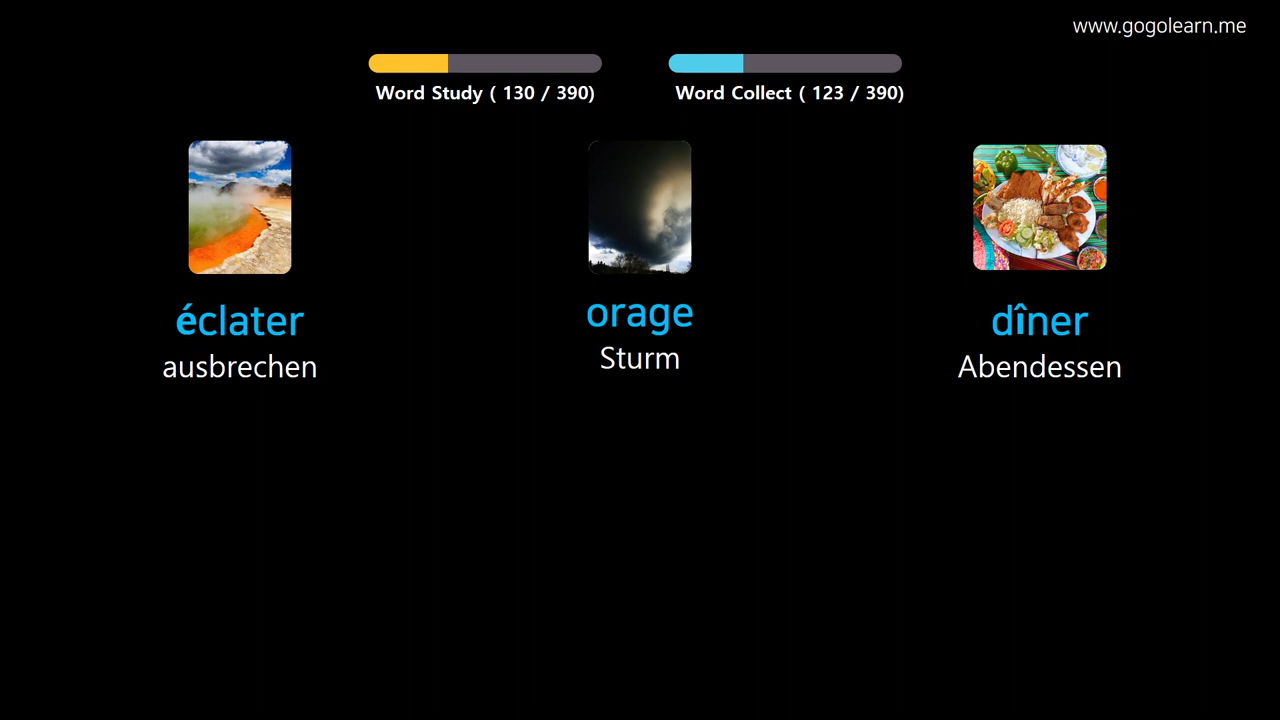 www.gogolearn.me
Word Study ( 130 / 390)
Word Collect ( 123 / 390)
éclater
ausbrechen
orage
Sturm
dîner
Abendessen